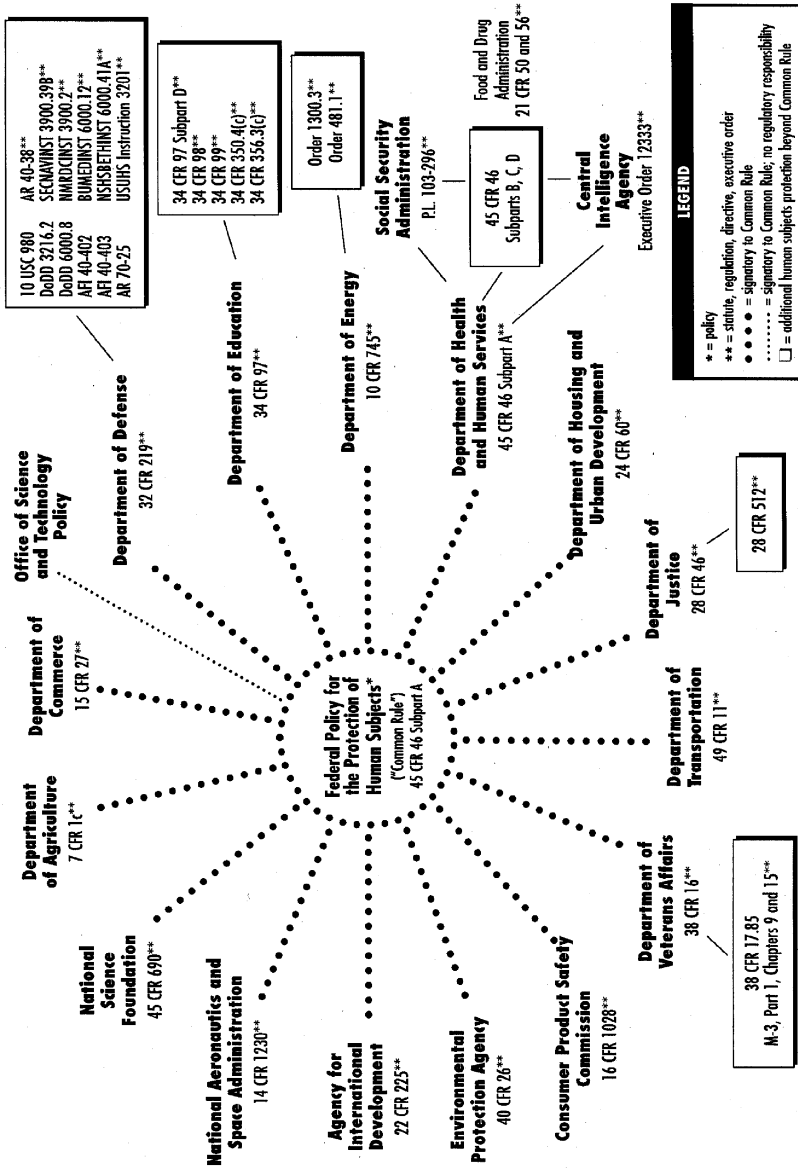 Office of Science
and Technology
Policy
Department of
Commerce
15 CFR 27**
Department
of Agriculture
7 CFR 1c**
National
Science
Foundation
45 CFR 690**
National Aeronautics and
Space Administration
14 CFR 1230**
Agency for
International
Development
22 CFR 225**
Environmental
Protection Agency
40 CFR 26**
Consumer Product Safety
Commission
16 CFR 1028**
Department of
Veterans Affairs
38 CFR 16**
38 CFR 17.85
M-3, Part 1, Chapters 9 and 15**
Department of
Transportation
49 CFR 11**
Department of
Justice
28 CFR 46**
28 CFR 512**
Department of Housing and
Urban Development
24 CFR 60**
Department of Health
and Human Services
45 CFR 46 Subpart A**
45 CFR 46
Subparts B, C, D
Social Security
Administration
P.L. 103-296**
Central
Intelligence
Agency
Executive Order 12333**
Food and Drug
Administration
21 CFR 50 and 56**
Department of Energy
10 CFR 745**
Order 1300.3**
Order 481.1**
Department of Education
34 CFR 97**
34 CFR 97 Subpart D**
34 CFR 98**
34 CFR 99**
34 CFR 350.4(c)**
34 CFR 356.3(c)**
Department of Defense
32 CFR 219**
10 USC 980 AR 40-38**
DoDD 3216.2 SECNAVINST 3900.39B**
DoDD 6000.8 NMRDCINST 3900.2**
AFI 40-402 BUMEDINST 6000.12**
AFI 40-403 NSHSBETHINST 6000.41A**
AR 70-25 USUHS Instruction 3201**
Federal Policy for
the Protection of
Human Subjects*
("Common Rule")
45 CFR 46 Subpart A
LEGEND
* = policy
** = statute, regulation, directive, executive order
• • • • = signatory to Common Rule
········ = signatory to Common Rule; no regulatory responsibility
☐ = additional human subjects protection beyond Common Rule